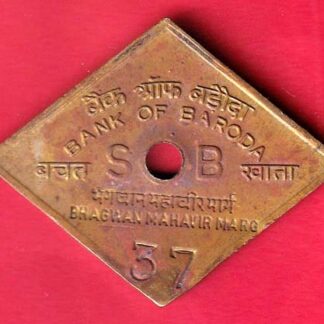 बैंक ऑफ बड़ौदा
BANK OF BARODA
बचत S B खाता
भगवान महावीर मार्ग
BHAGWAN MAHAVIR MARG
37